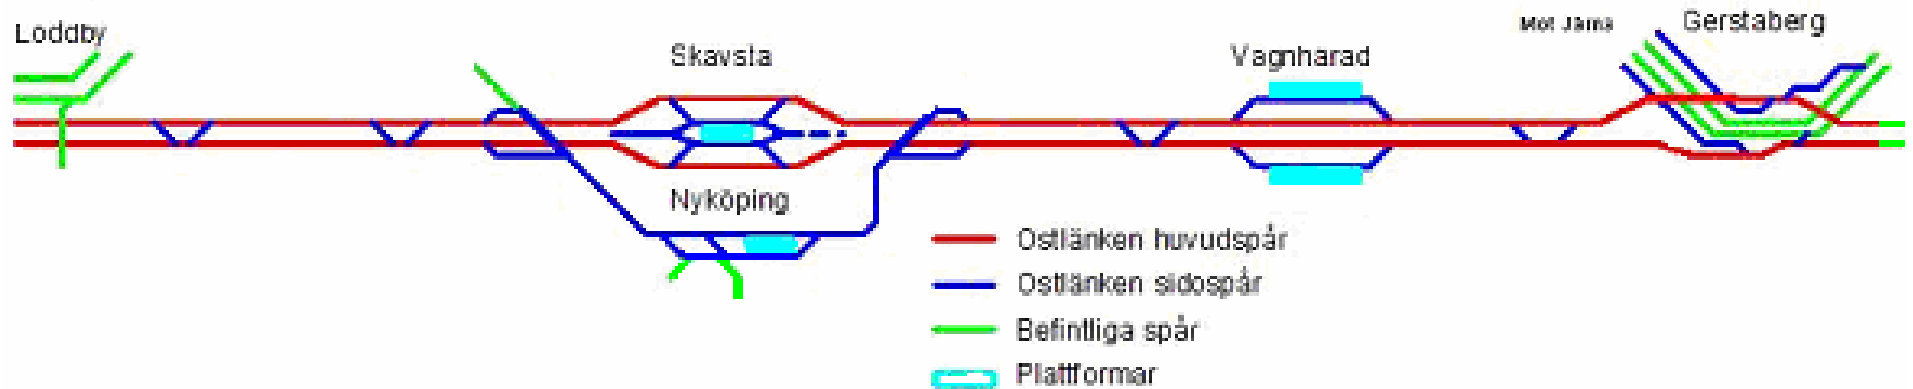 Loddby
Skavsta
Vagnharad
Mot Järna
Gerstaberg
Nyköping
Ostlänken huvudspår
Ostlänken sidospår
Befintliga spår
Plattformar